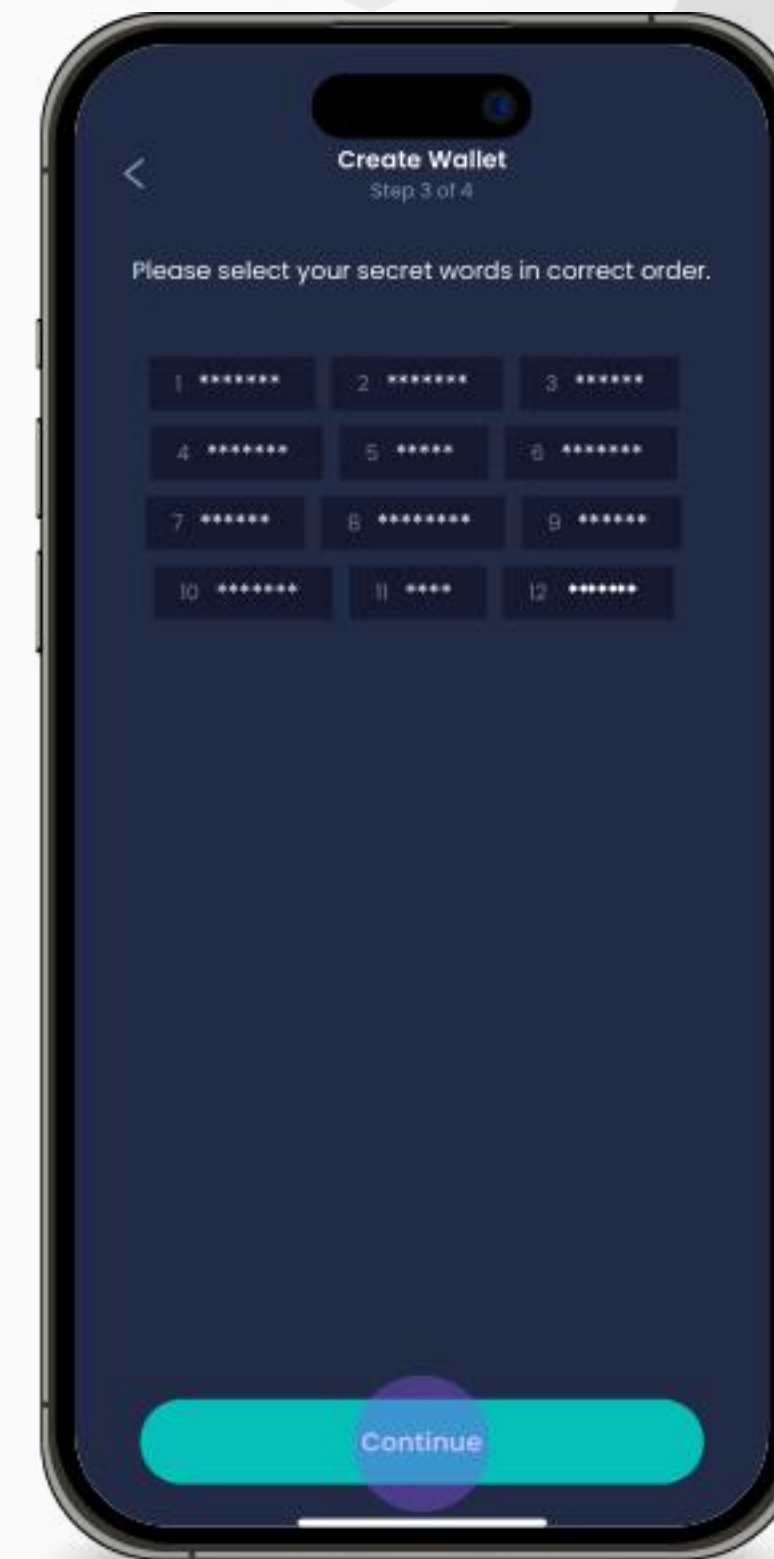 Create Wallet
Step 3 of 4
Please select your secret words in correct order.
1 ******* 2 ******* 3 ******
4 ******* 5 ***** 6 *******
7 ****** 8 ******** 9 ******
10 ******* 11 **** 12 *******
Continue